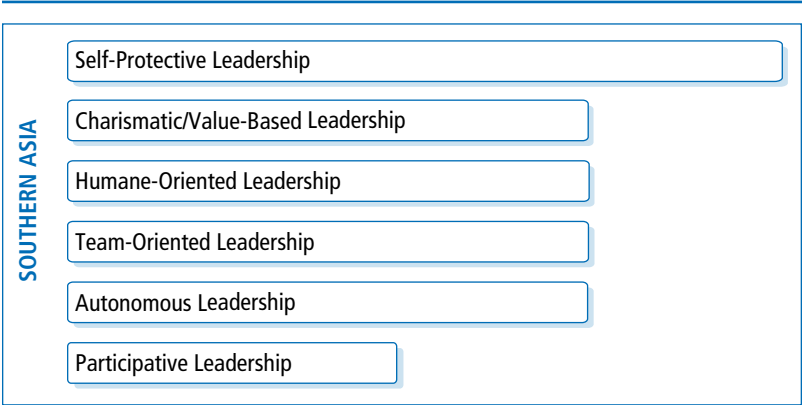 SOUTHERN ASIA
Self-Protective Leadership
Charismatic/Value-Based Leadership
Humane-Oriented Leadership
Team-Oriented Leadership
Autonomous Leadership
Participative Leadership